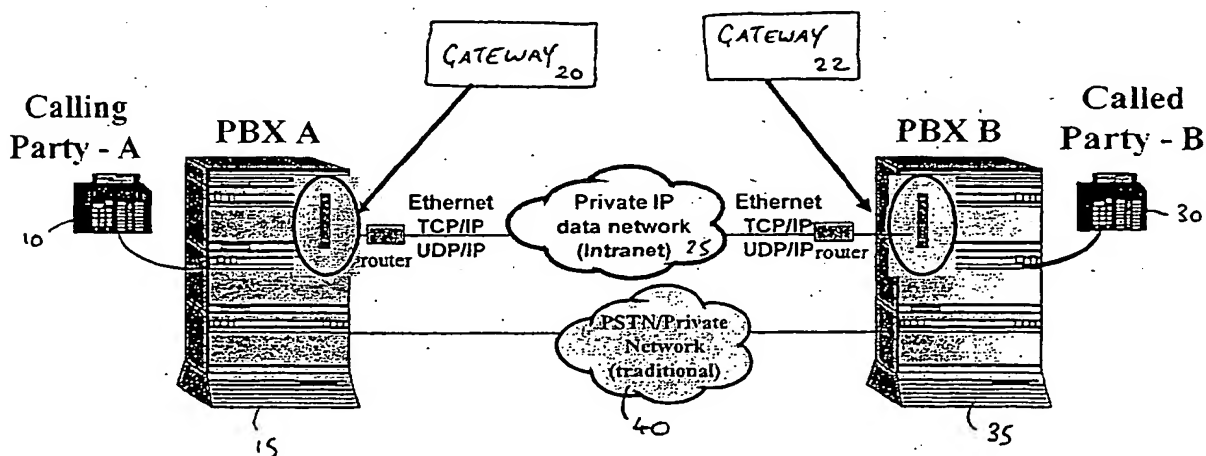 GATEWAY
20
GATEWAY
22
Calling
Party - A
PBX A
PBX B
Called
Party - B
10
router
Ethernet
TCP/IP
UDP/IP
Private IP
data network
(Intranet) 25
Ethernet
TCP/IP
UDP/IP
router
30
PSTN/Private
Network
(traditional)
15
40
35